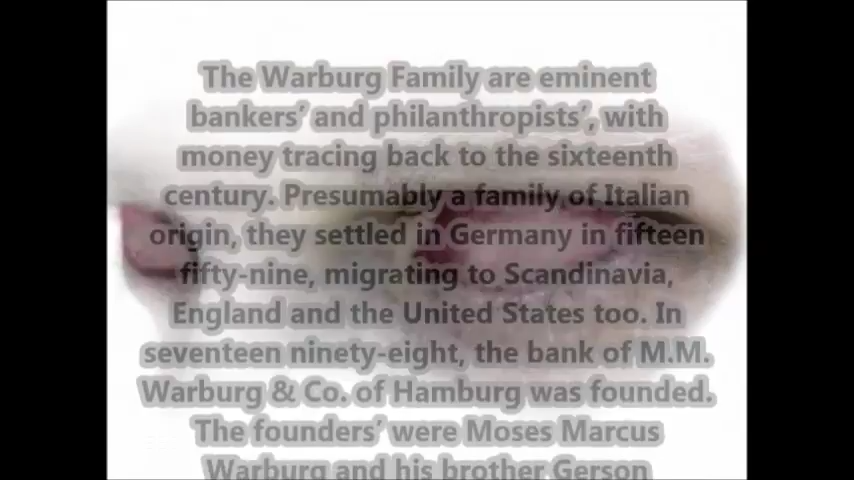 The Warburg Family are eminent
bankers’ and philanthropists’, with
money tracing back to the sixteenth
century. Presumably a family of Italian
origin, they settled in Germany in fifteen
fifty-nine, migrating to Scandinavia,
England and the United States too. In
seventeen ninety-eight, the bank of M.M.
Warburg & Co. of Hamburg was founded.
The founders’ were Moses Marcus
Warburg and his brother Gerson